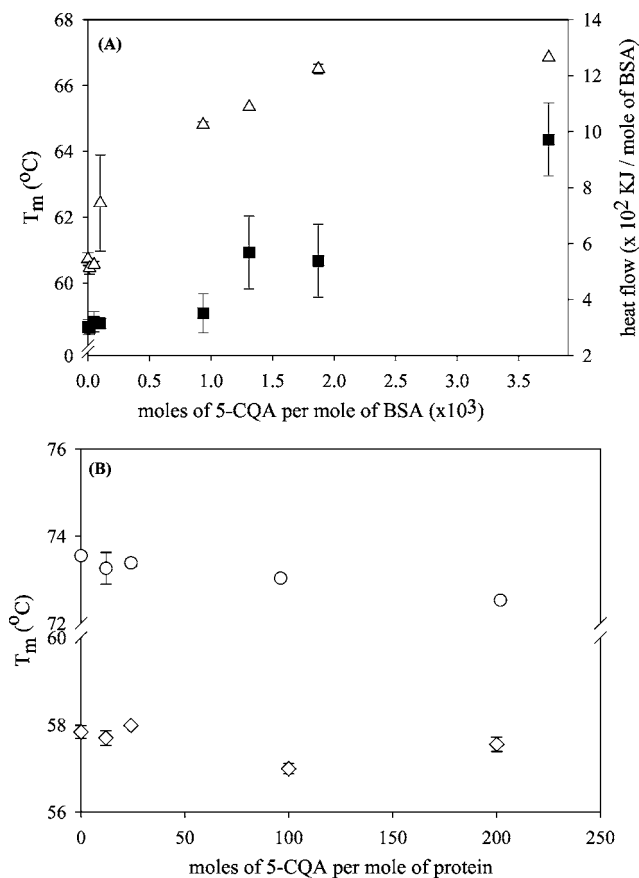 (A)
68
66
64
62
60
0
Tm (oC)
14
12
10
8
6
4
2
heat flow (x 10² KJ / mole of BSA)
0.0 0.5 1.0 1.5 2.0 2.5 3.0 3.5
moles of 5-CQA per mole of BSA (x10³)
(B)
76
74
72
60
58
56
Tm (oC)
0 50 100 150 200 250
moles of 5-CQA per mole of protein